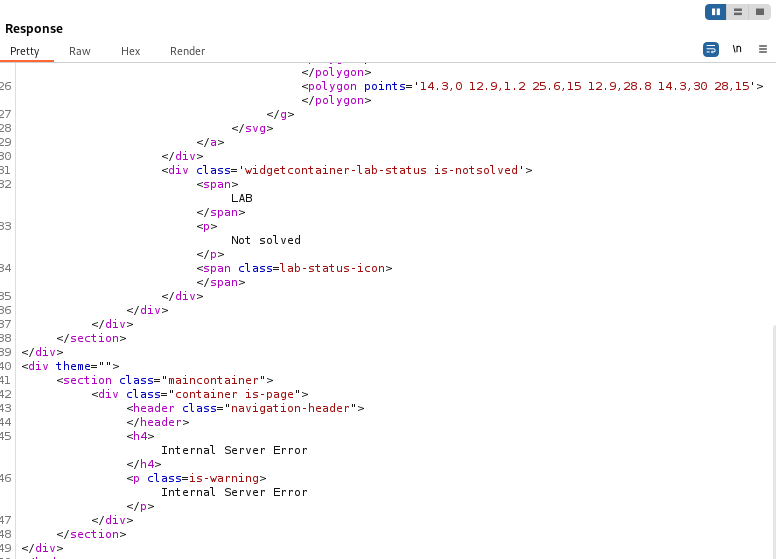 Response
Pretty Raw Hex Render \n
</polygon>
26 <polygon points='14.3,0 12.9,1.2 25.6,15 12.9,28.8 14.3,30 28,15'>
</polygon>
27 </g>
28 </svg>
29 </a>
30 </div>
31 <div class='widgetcontainer-lab-status is-notsolved'>
32 <span>
LAB
</span>
33 <p>
Not solved
</p>
34 <span class=lab-status-icon>
</span>
35 </div>
36 </div>
37 </div>
38 </section>
39 </div>
40 <div theme="">
41 <section class="maincontainer">
42 <div class="container is-page">
43 <header class="navigation-header">
44 </header>
45 <h4>
Internal Server Error
</h4>
46 <p class=is-warning>
Internal Server Error
</p>
47 </div>
48 </section>
49 </div>